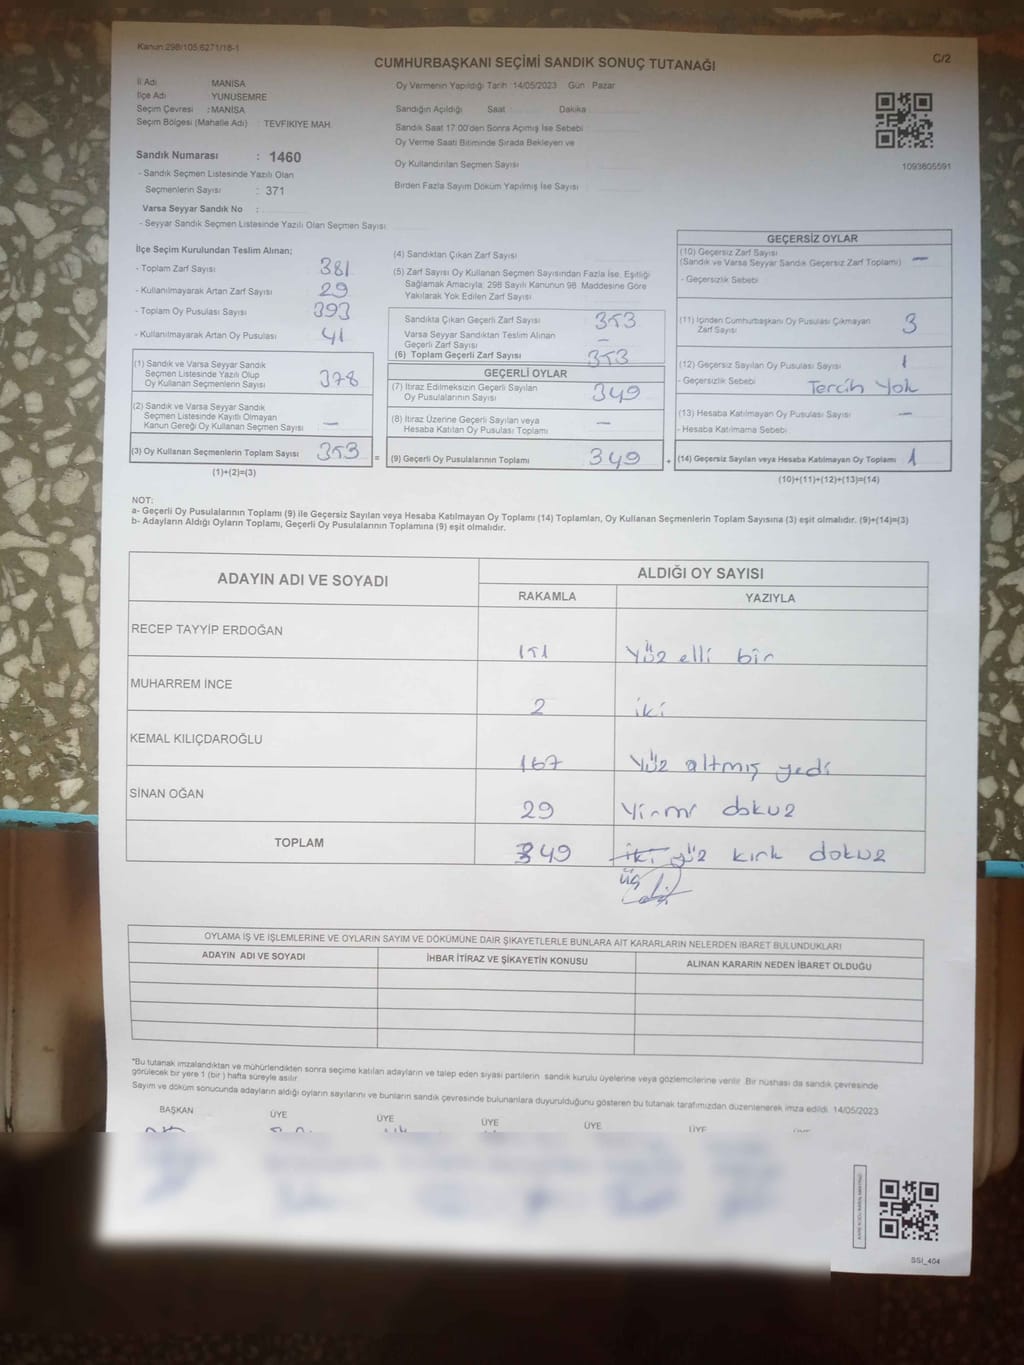 Kanun:298/105,6271/18-1
CUMHURBAŞKANI SEÇİMİ SANDIK SONUÇ TUTANAĞI
C/2
İl Adı MANİSA
İlçe Adı YUNUSEMRE
Seçim Çevresi : MANİSA
Seçim Bölgesi (Mahalle Adı) : TEVFİKİYE MAH.
Sandık Numarası : 1460
- Sandık Seçmen Listesinde Yazılı Olan
Seçmenlerin Sayısı : 371
Varsa Seyyar Sandık No :
- Seyyar Sandık Seçmen Listesinde Yazılı Olan Seçmen Sayısı
Oy Vermenin Yapıldığı Tarih :14/05/2023 Gün : Pazar
Sandığın Açıldığı Saat Dakika
Sandık Saat 17:00'den Sonra Açılmış İse Sebebi
Oy Verme Saati Bitiminde Sırada Bekleyen ve
Oy Kullandırılan Seçmen Sayısı
Birden Fazla Sayım Döküm Yapılmış İse Sayısı
1093605591
İlçe Seçim Kurulundan Teslim Alınan;
- Toplam Zarf Sayısı 381
- Kullanılmayarak Artan Zarf Sayısı 29
- Toplam Oy Pusulası Sayısı 393
- Kullanılmayarak Artan Oy Pusulası 41
(1) Sandık ve Varsa Seyyar Sandık
Seçmen Listesinde Yazılı Olup
Oy Kullanan Seçmenlerin Sayısı 378
(2) Sandık ve Varsa Seyyar Sandık
Seçmen Listesinde Kayıtlı Olmayan
Kanun Gereği Oy Kullanan Seçmen Sayısı —
(3) Oy Kullanan Seçmenlerin Toplam Sayısı 353 =
(1)+(2)=(3)
(4) Sandıktan Çıkan Zarf Sayısı
(5) Zarf Sayısı Oy Kullanan Seçmen Sayısından Fazla İse, Eşitliği
Sağlamak Amacıyla; 298 Sayılı Kanunun 98. Maddesine Göre
Yakılarak Yok Edilen Zarf Sayısı
Sandıkta Çıkan Geçerli Zarf Sayısı 353
Varsa Seyyar Sandıktan Teslim Alınan
Geçerli Zarf Sayısı —
(6) Toplam Geçerli Zarf Sayısı 353
GEÇERLİ OYLAR
(7) İtiraz Edilmeksizin Geçerli Sayılan
Oy Pusulalarının Sayısı 349
(8) İtiraz Üzerine Geçerli Sayılan veya
Hesaba Katılan Oy Pusulası Toplamı —
(9) Geçerli Oy Pusulalarının Toplamı 349 +
GEÇERSİZ OYLAR
(10) Geçersiz Zarf Sayısı
(Sandık ve Varsa Seyyar Sandık Geçersiz Zarf Toplamı) —
- Geçersizlik Sebebi
(11) İçinden Cumhurbaşkanı Oy Pusulası Çıkmayan
Zarf Sayısı 3
(12) Geçersiz Sayılan Oy Pusulası Sayısı 1
- Geçersizlik Sebebi Tercih Yok
(13) Hesaba Katılmayan Oy Pusulası Sayısı —
- Hesaba Katılmama Sebebi
(14) Geçersiz Sayılan veya Hesaba Katılmayan Oy Toplamı 1
(10)+(11)+(12)+(13)=(14)
NOT:
a- Geçerli Oy Pusulalarının Toplamı (9) ile Geçersiz Sayılan veya Hesaba Katılmayan Oy Toplamı (14) Toplamları, Oy Kullanan Seçmenlerin Toplam Sayısına (3) eşit olmalıdır. (9)+(14)=(3)
b- Adayların Aldığı Oyların Toplamı, Geçerli Oy Pusulalarının Toplamına (9) eşit olmalıdır.
ADAYIN ADI VE SOYADI ALDIĞI OY SAYISI
RAKAMLA YAZIYLA
RECEP TAYYİP ERDOĞAN 151 Yüz elli bir
MUHARREM İNCE 2 iki
KEMAL KILIÇDAROĞLU 167 Yüz altmış yedi
SİNAN OĞAN 29 Yirmi dokuz
TOPLAM 349 iki yüz kırk dokuz
üç
OYLAMA İŞ VE İŞLEMLERİNE VE OYLARIN SAYIM VE DÖKÜMÜNE DAİR ŞİKAYETLERLE BUNLARA AİT KARARLARIN NELERDEN İBARET BULUNDUKLARI
ADAYIN ADI VE SOYADI İHBAR İTİRAZ VE ŞİKAYETİN KONUSU ALINAN KARARIN NEDEN İBARET OLDUĞU
*Bu tutanak imzalandıktan ve mühürlendikten sonra seçime katılan adayların ve talep eden siyasi partilerin sandık kurulu üyelerine veya gözlemcilerine verilir. Bir nüshası da sandık çevresinde
görülecek bir yere 1 (bir ) hafta süreyle asılır.
Sayım ve döküm sonucunda adayların aldığı oyların sayılarını ve bunların sandık çevresinde bulunanlara duyurulduğunu gösteren bu tutanak tarafımızdan düzenlenerek imza edildi. 14/05/2023
BAŞKAN ÜYE ÜYE ÜYE ÜYE ÜYE
SSİ_404